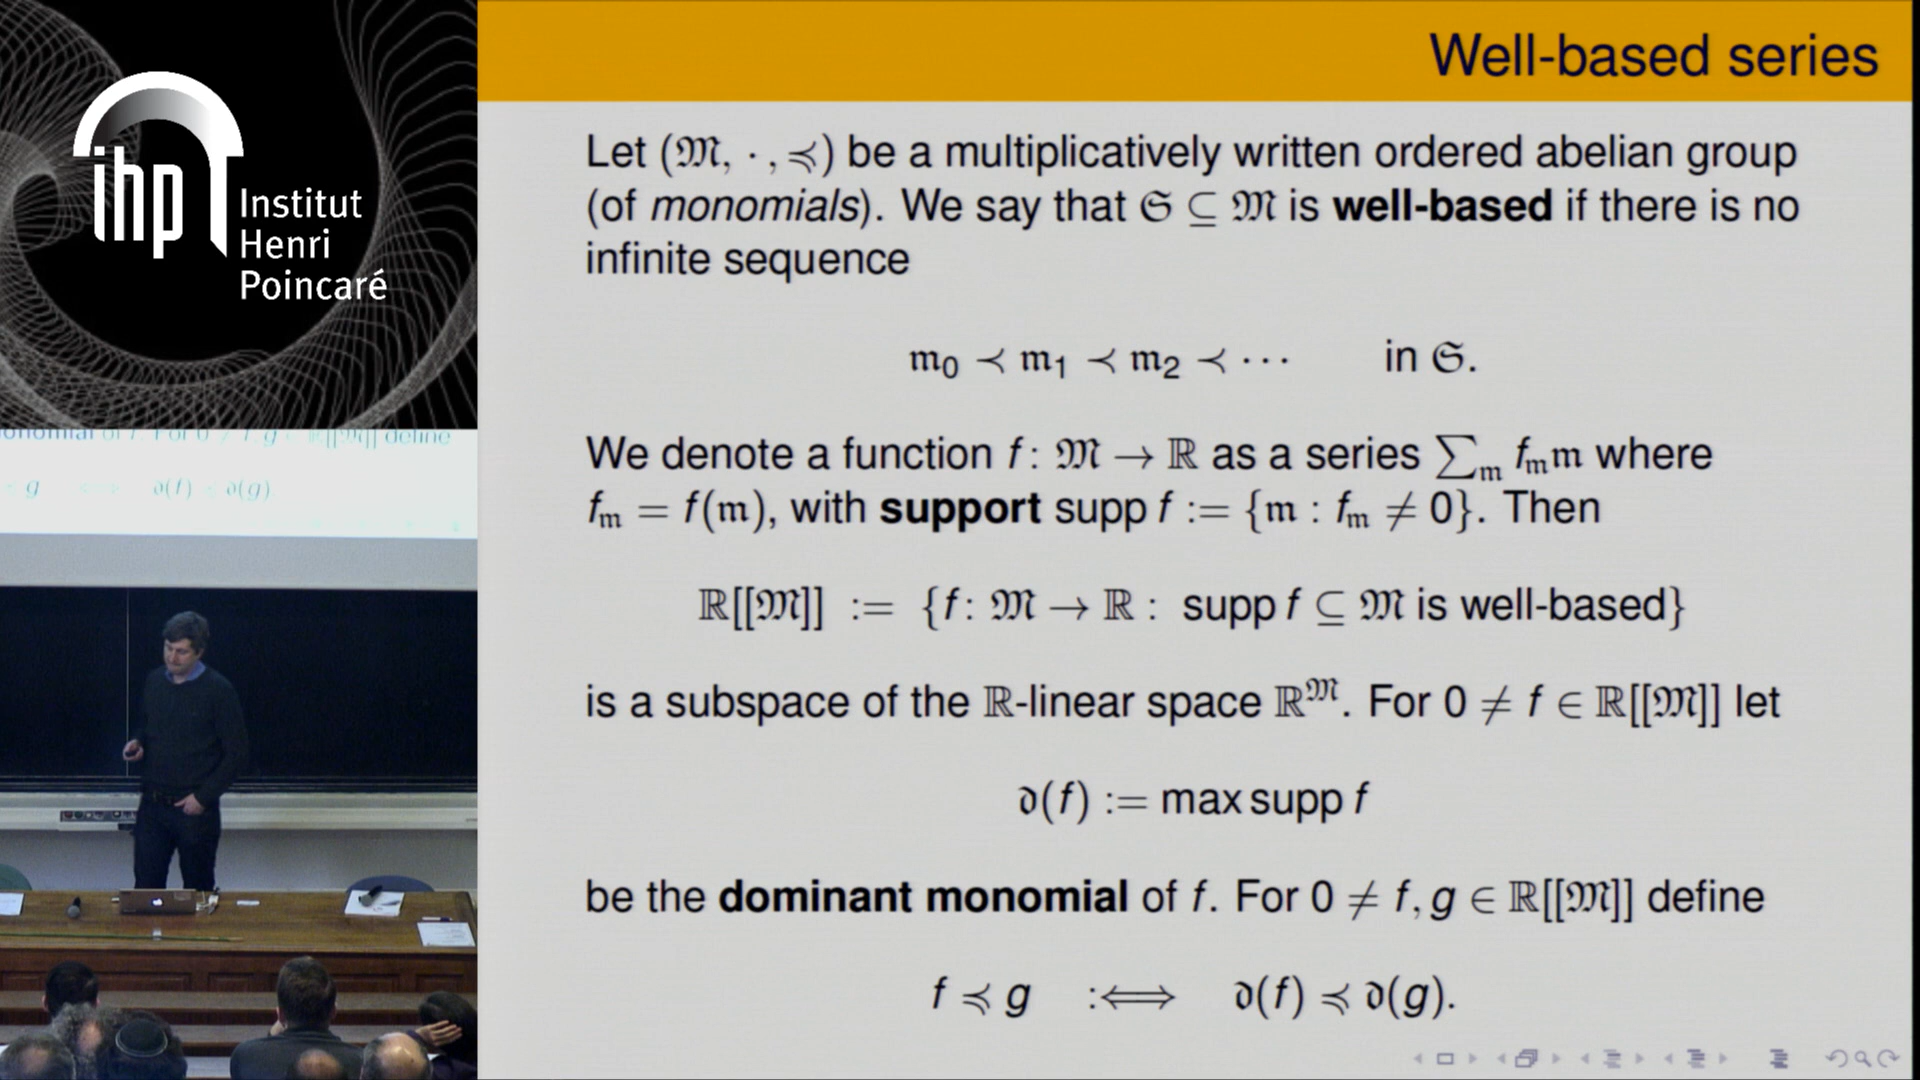 ihp
Institut
Henri
Poincaré
Well-based series
Let (𝔐, · , ≼) be a multiplicatively written ordered abelian group
(of monomials). We say that 𝔖 ⊆ 𝔐 is well-based if there is no
infinite sequence
𝔪₀ ≺ 𝔪₁ ≺ 𝔪₂ ≺ ⋯ in 𝔖.
We denote a function f : 𝔐 → ℝ as a series ∑_𝔪 f_𝔪 𝔪 where
f_𝔪 = f(𝔪), with support supp f := {𝔪 : f_𝔪 ≠ 0}. Then
ℝ[[𝔐]] := {f : 𝔐 → ℝ : supp f ⊆ 𝔐 is well-based}
is a subspace of the ℝ-linear space ℝ^𝔐. For 0 ≠ f ∈ ℝ[[𝔐]] let
𝔡(f) := max supp f
be the dominant monomial of f. For 0 ≠ f, g ∈ ℝ[[𝔐]] define
f ≼ g :⟺ 𝔡(f) ≼ 𝔡(g).